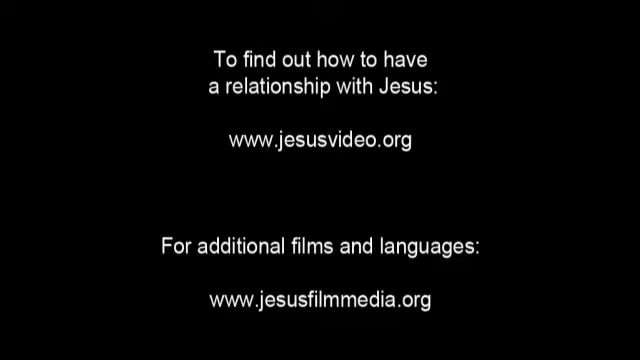 To find out how to have
a relationship with Jesus:
www.jesusvideo.org
For additional films and languages:
www.jesusfilmmedia.org